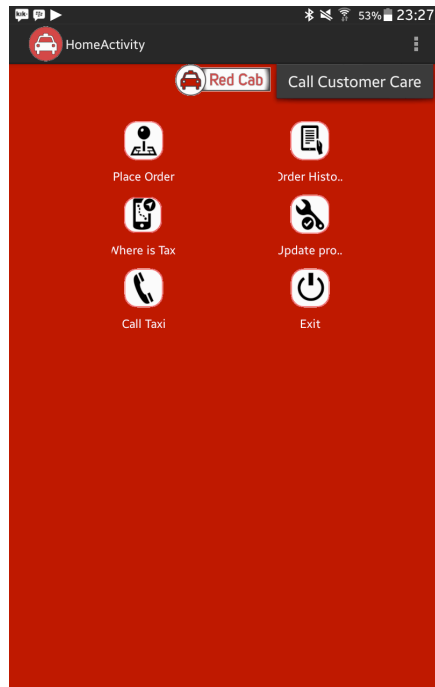 53% 23:27
HomeActivity
Red Cab
Call Customer Care
Place Order
Order Histo..
Where is Tax
Update pro..
Call Taxi
Exit